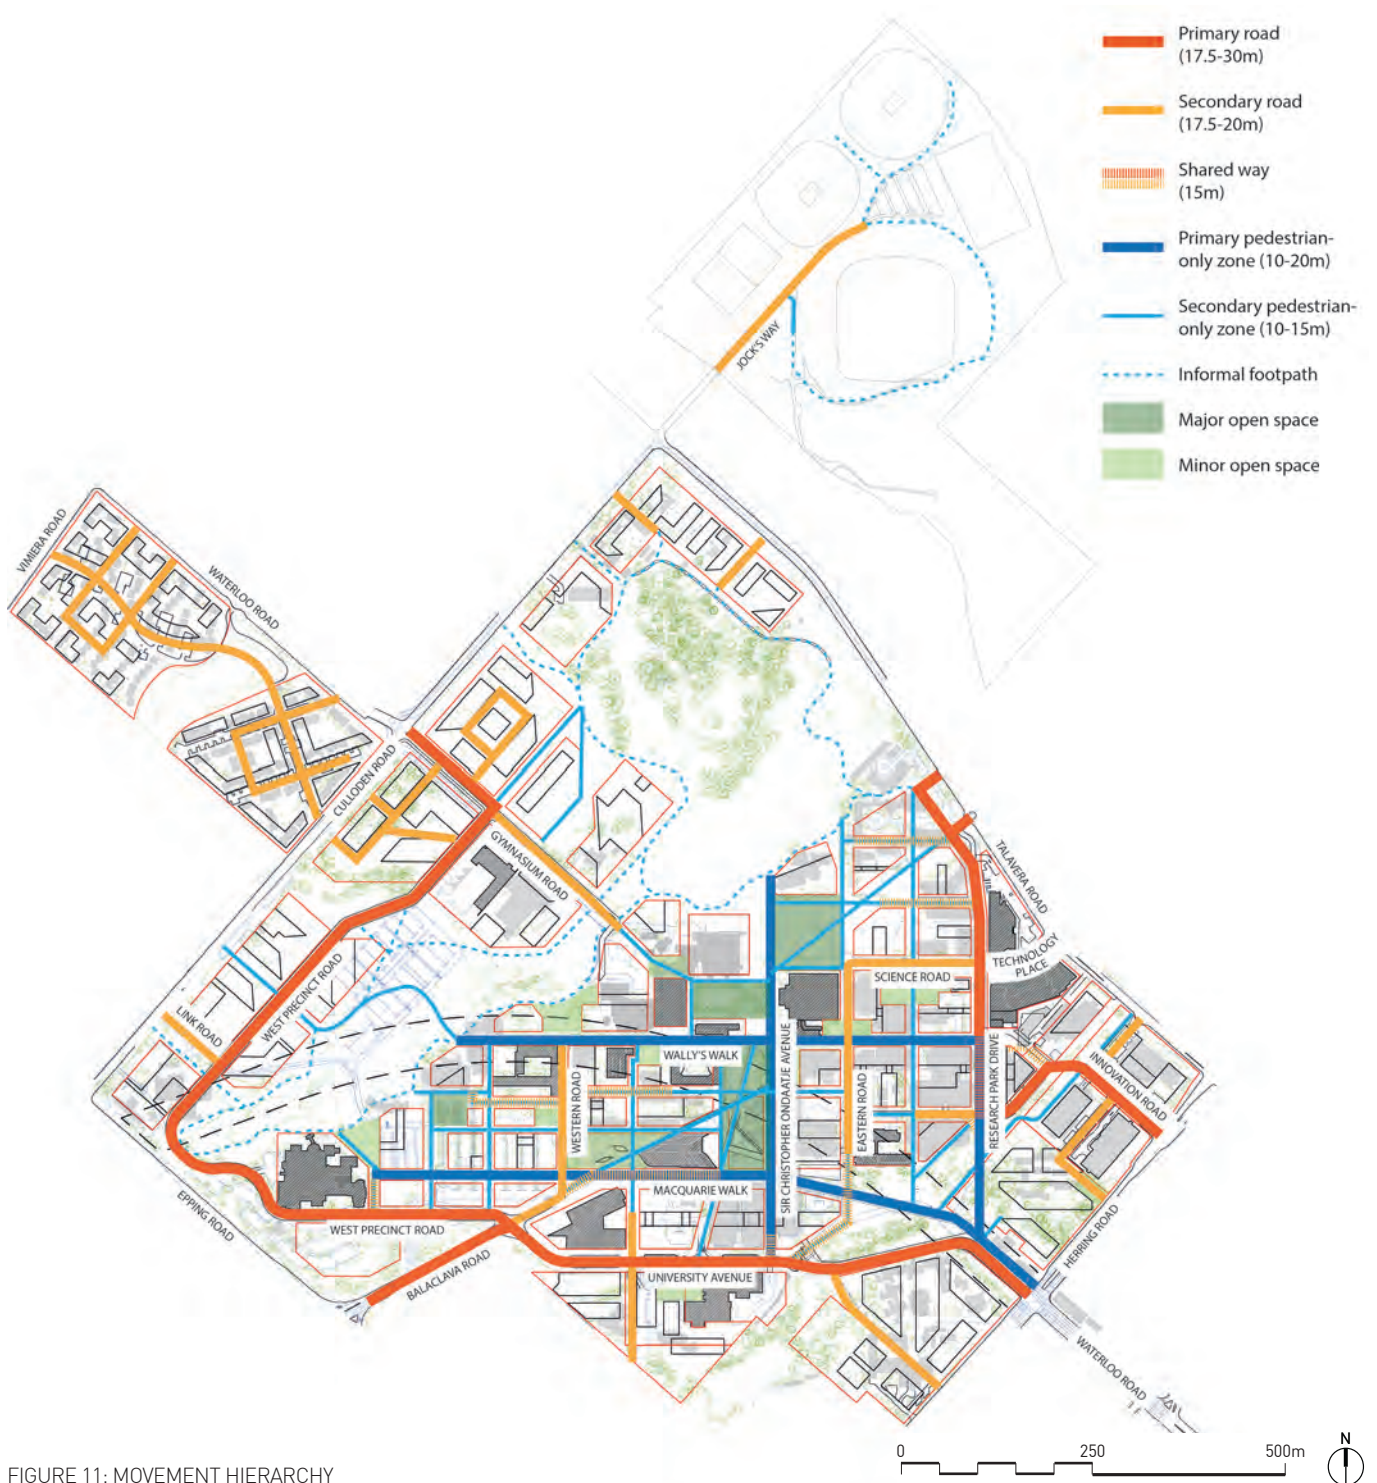 Primary road
(17.5-30m)
Secondary road
(17.5-20m)
Shared way
(15m)
Primary pedestrian-
only zone (10-20m)
Secondary pedestrian-
only zone (10-15m)
Informal footpath
Major open space
Minor open space
JOCK'S WAY
VIMIERA ROAD
WATERLOO ROAD
CULLODEN ROAD
GYMNASIUM ROAD
TALAVERA ROAD
TECHNOLOGY
PLACE
SCIENCE ROAD
WEST PRECINCT ROAD
LINK ROAD
WALLY'S WALK
SIR CHRISTOPHER ONDAATJE AVENUE
RESEARCH PARK DRIVE
INNOVATION ROAD
WESTERN ROAD
EASTERN ROAD
MACQUARIE WALK
EPPING ROAD
WEST PRECINCT ROAD
BALACLAVA ROAD
UNIVERSITY AVENUE
HERRING ROAD
WATERLOO ROAD
0 250 500m
N
FIGURE 11: MOVEMENT HIERARCHY